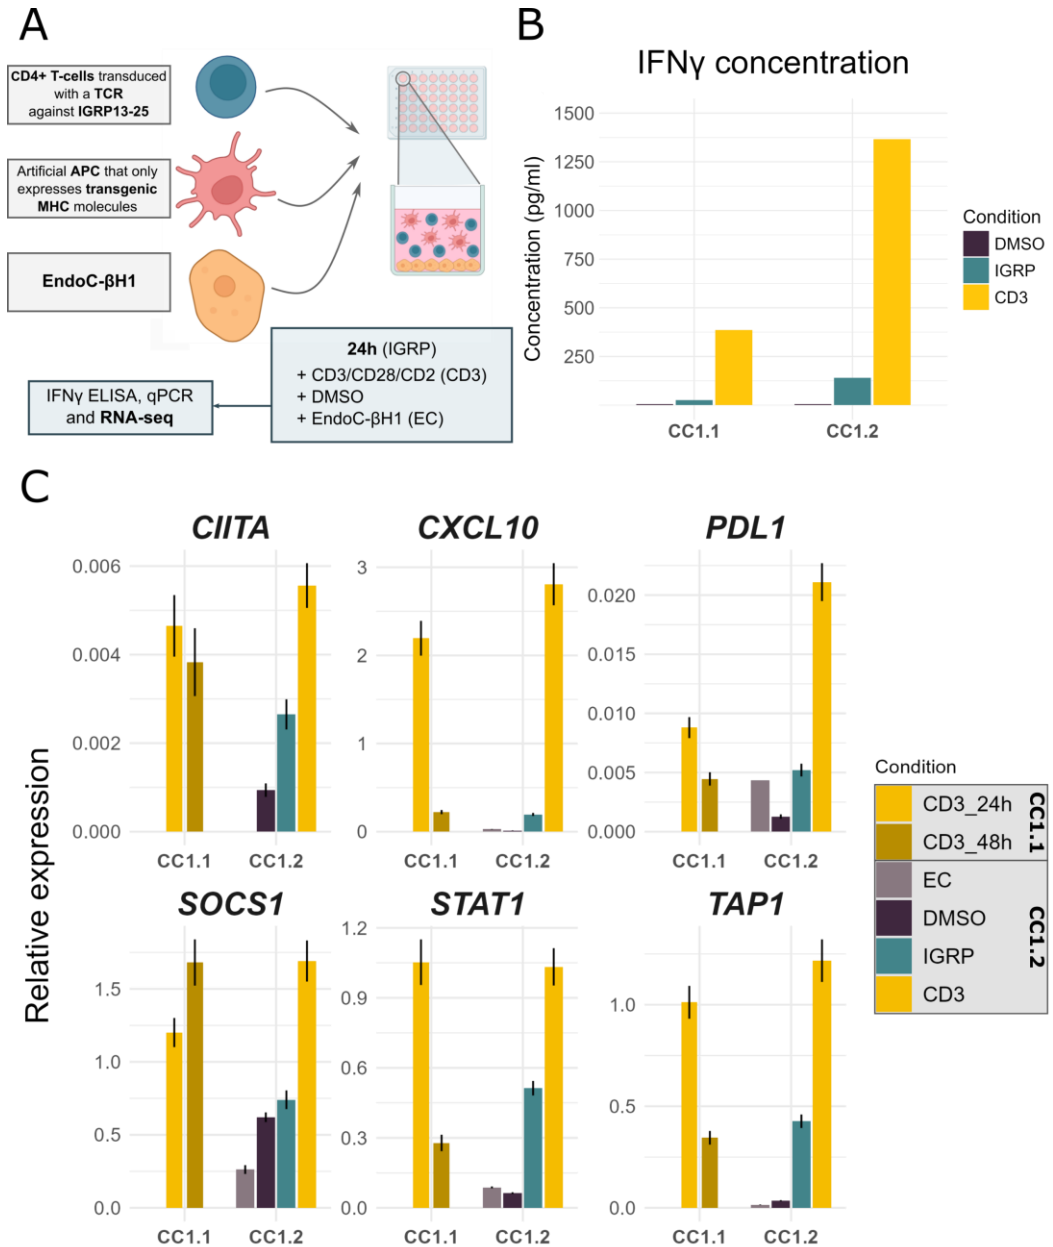 A
CD4+ T-cells transduced
with a TCR
against IGRP13-25
Artificial APC that only
expresses transgenic
MHC molecules
EndoC-βH1
24h (IGRP)
+ CD3/CD28/CD2 (CD3)
+ DMSO
+ EndoC-βH1 (EC)
IFNγ ELISA, qPCR
and RNA-seq
B
IFNγ concentration
Concentration (pg/ml)
1500
1250
1000
750
500
250
CC1.1
CC1.2
Condition
DMSO
IGRP
CD3
C
Relative expression
CIITA
0.006
0.004
0.002
0.000
CC1.1
CC1.2
CXCL10
3
2
1
0
CC1.1
CC1.2
PDL1
0.020
0.015
0.010
0.005
0.000
CC1.1
CC1.2
SOCS1
1.5
1.0
0.5
0.0
CC1.1
CC1.2
STAT1
1.2
0.9
0.6
0.3
0.0
CC1.1
CC1.2
TAP1
1.0
0.5
0.0
CC1.1
CC1.2
Condition
CD3_24h
CD3_48h
CC1.1
EC
DMSO
IGRP
CD3
CC1.2